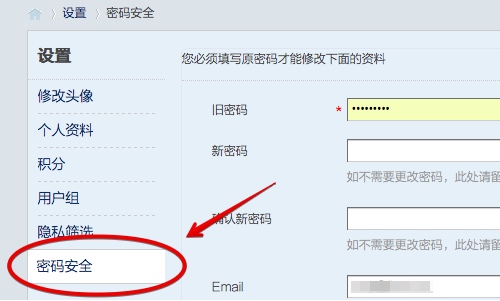 设置 密码安全
设置
您必须填写原密码才能修改下面的资料
修改头像
旧密码 * •••••••••
个人资料
新密码
积分
如不需要更改密码，此处请留
用户组
隐私筛选
确认新密码
如不需要更改密码，此处请留
密码安全
Email